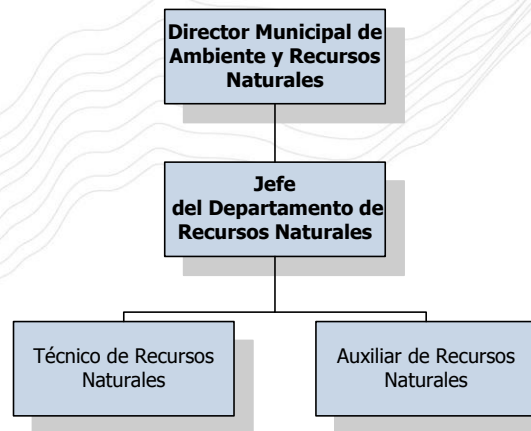 Director Municipal de
Ambiente y Recursos
Naturales
Jefe
del Departamento de
Recursos Naturales
Técnico de Recursos
Naturales
Auxiliar de Recursos
Naturales